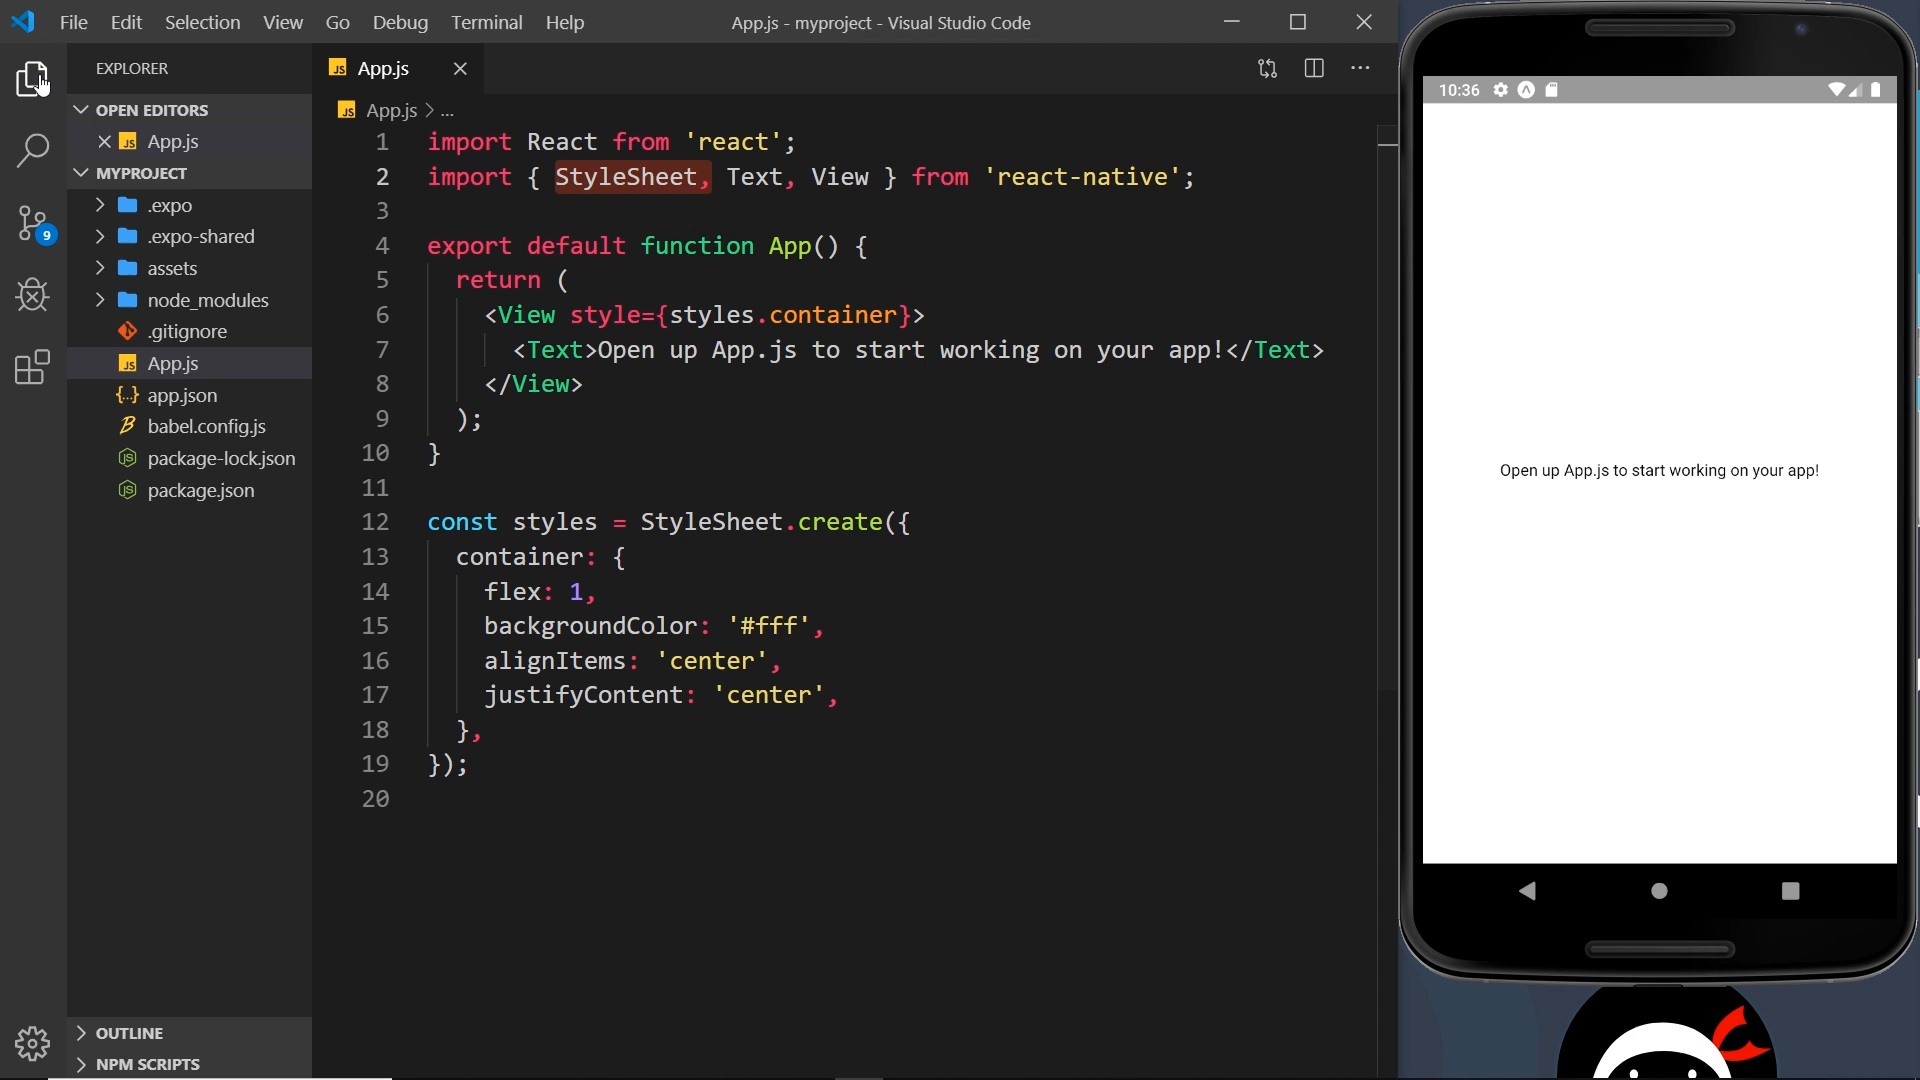 File Edit Selection View Go Debug Terminal Help
App.js - myproject - Visual Studio Code
EXPLORER
OPEN EDITORS
JS App.js
MYPROJECT
.expo
.expo-shared
assets
node_modules
.gitignore
JS App.js
{..} app.json
babel.config.js
JS package-lock.json
JS package.json
OUTLINE
NPM SCRIPTS
9
JS App.js
JS App.js > ...
1 import React from 'react';
2 import { StyleSheet, Text, View } from 'react-native';
3
4 export default function App() {
5 return (
6 <View style={styles.container}>
7 <Text>Open up App.js to start working on your app!</Text>
8 </View>
9 );
10 }
11
12 const styles = StyleSheet.create({
13 container: {
14 flex: 1,
15 backgroundColor: '#fff',
16 alignItems: 'center',
17 justifyContent: 'center',
18 },
19 });
20
10:36
Open up App.js to start working on your app!